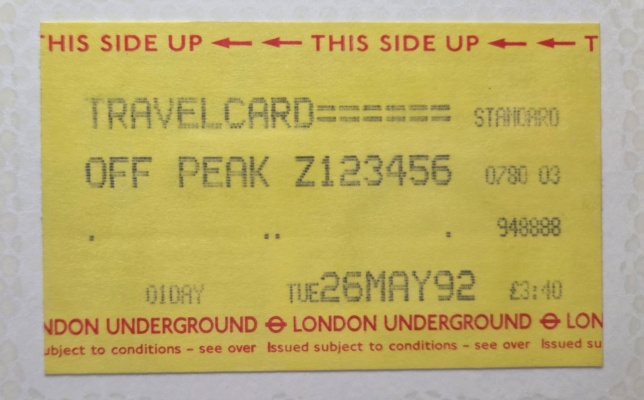 THIS SIDE UP ← ← THIS SIDE UP ← ← T
TRAVELCARD====== STANDARD
OFF PEAK Z123456 0780 03
. .. . 948888
01DAY TUE26MAY92 £3:40
NDON UNDERGROUND LONDON UNDERGROUND LON
ubject to conditions – see over Issued subject to conditions – see over Issued su